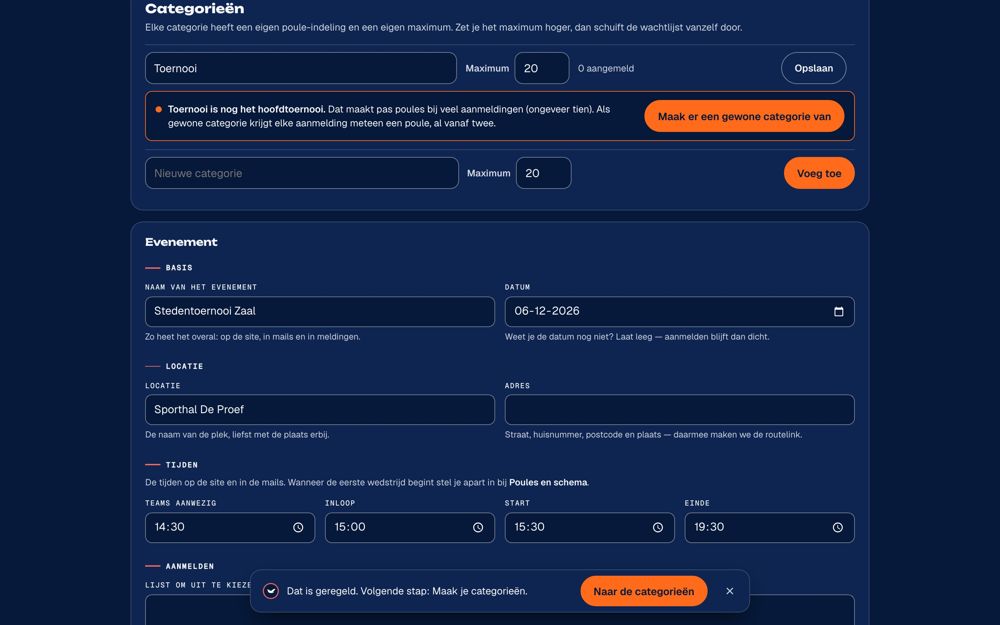 Categorieën
Elke categorie heeft een eigen poule-indeling en een eigen maximum. Zet je het maximum hoger, dan schuift de wachtlijst vanzelf door.
Toernooi Maximum 20 0 aangemeld Opslaan
Toernooi is nog het hoofdtoernooi. Dat maakt pas poules bij veel aanmeldingen (ongeveer tien). Als
gewone categorie krijgt elke aanmelding meteen een poule, al vanaf twee.
Maak er een gewone categorie van
Nieuwe categorie Maximum 20 Voeg toe
Evenement
BASIS
NAAM VAN HET EVENEMENT DATUM
Stedentoernooi Zaal 06-12-2026
Zo heet het overal: op de site, in mails en in meldingen. Weet je de datum nog niet? Laat leeg — aanmelden blijft dan dicht.
LOCATIE
LOCATIE ADRES
Sporthal De Proef
De naam van de plek, liefst met de plaats erbij. Straat, huisnummer, postcode en plaats — daarmee maken we de routelink.
TIJDEN
De tijden op de site en in de mails. Wanneer de eerste wedstrijd begint stel je apart in bij Poules en schema.
TEAMS AANWEZIG INLOOP START EINDE
14:30 15:00 15:30 19:30
AANMELDEN
LIJST OM UIT TE KIEZE
Dat is geregeld. Volgende stap: Maak je categorieën. Naar de categorieën